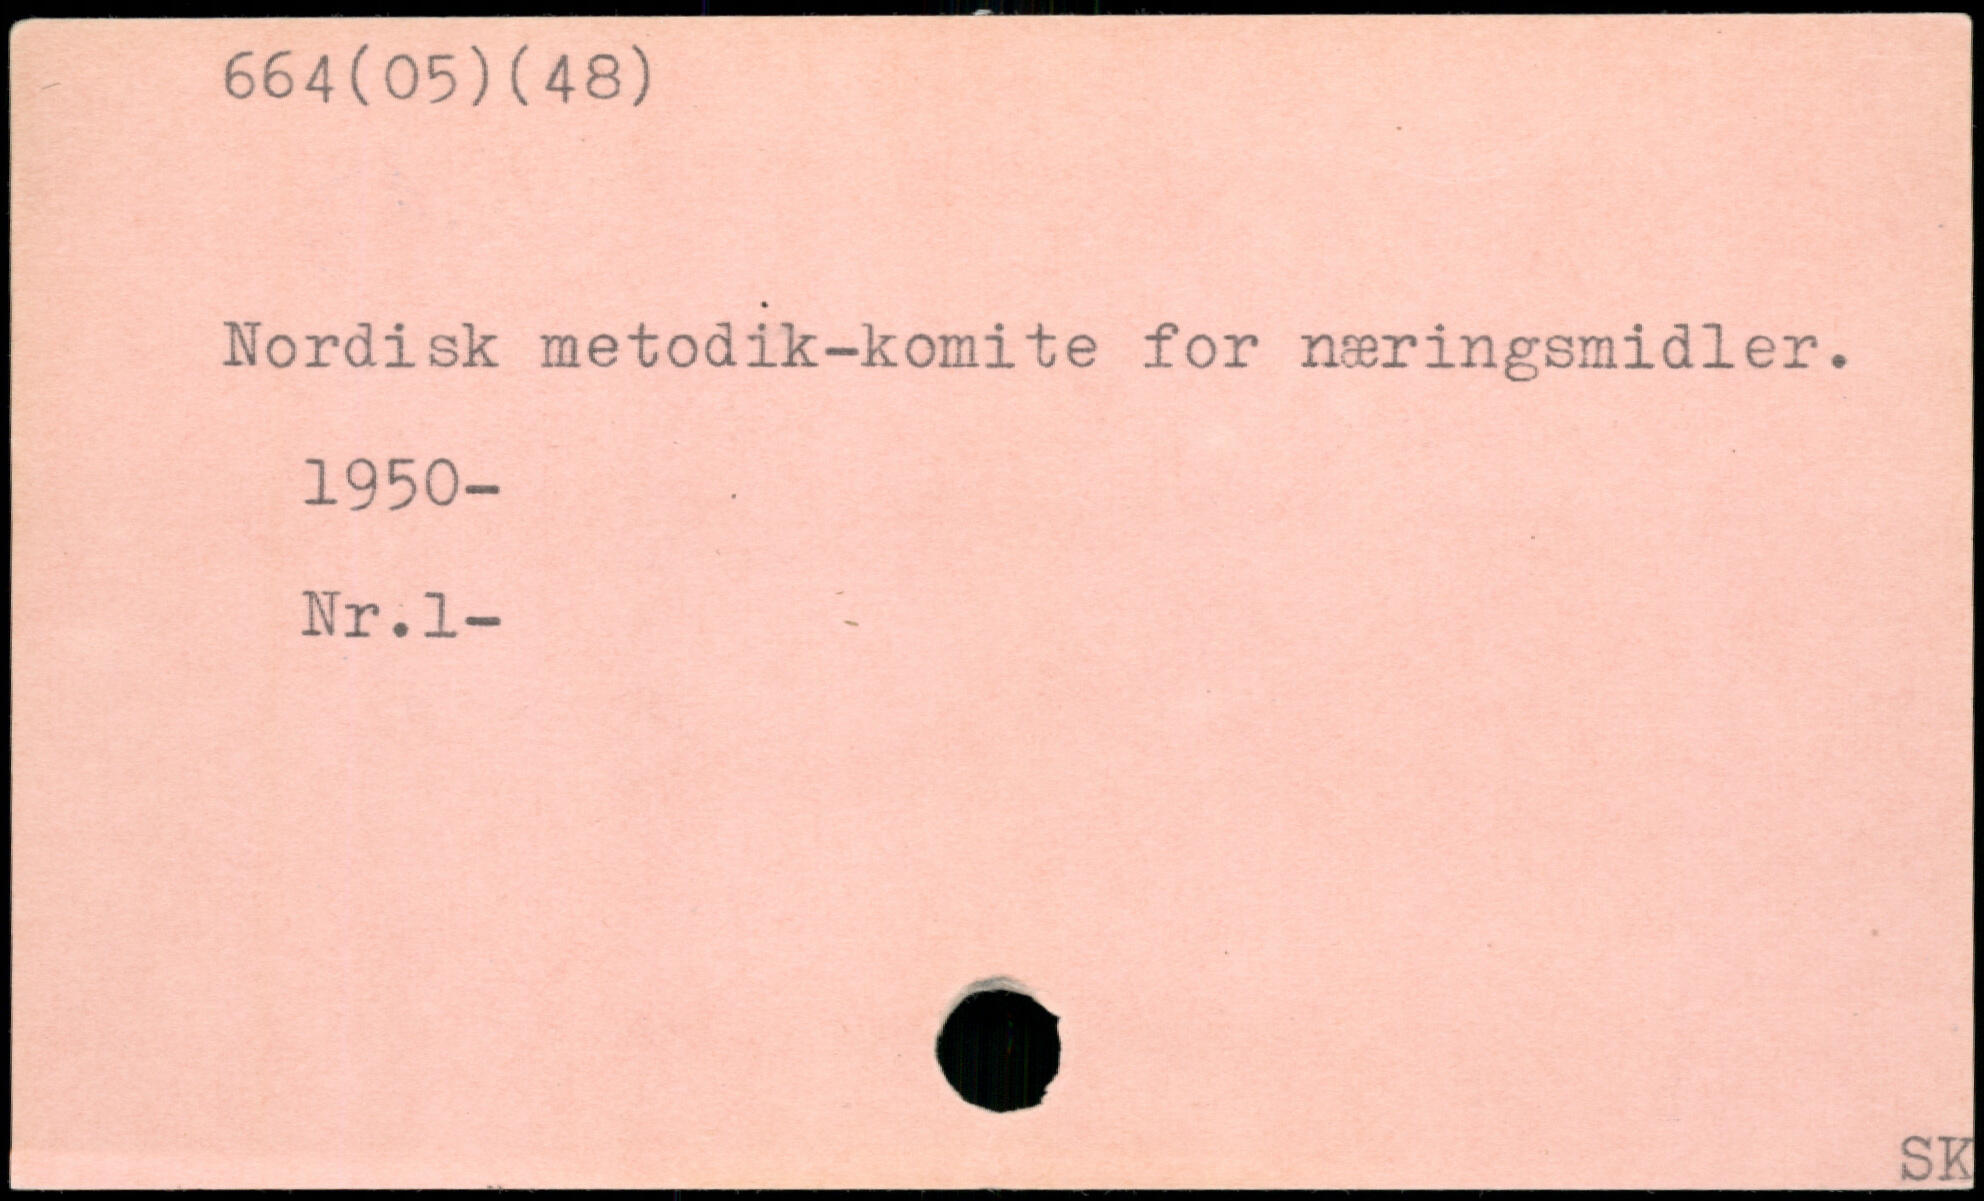 664(05)(48)
Nordisk metodik-komite for næringsmidler.
1950-
Nr.1-
SK